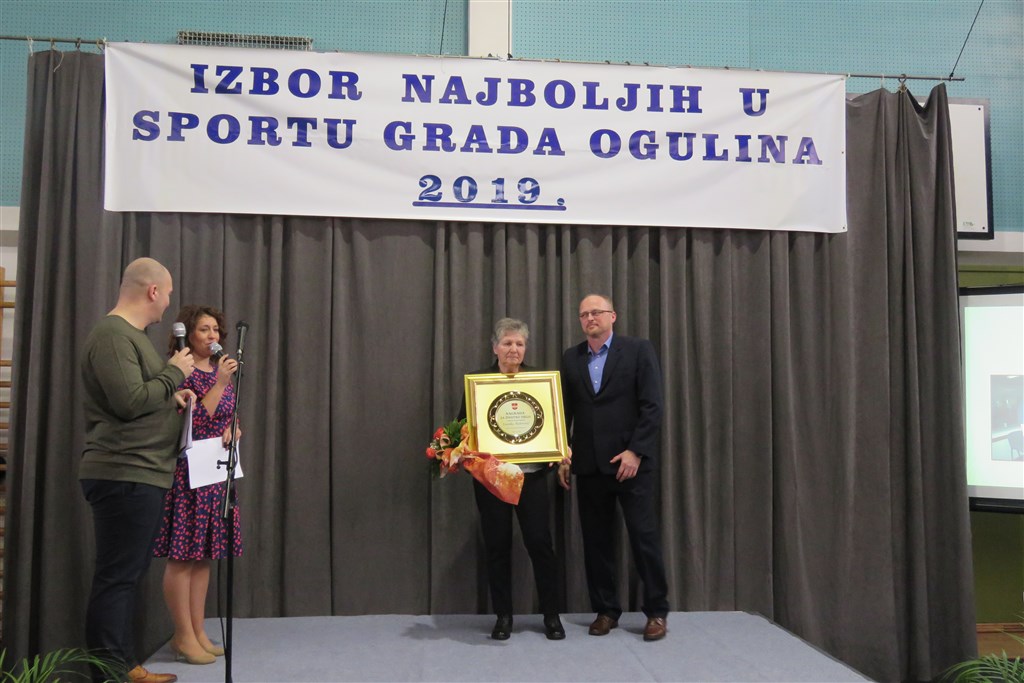 IZBOR NAJBOLJIH U
SPORTU GRADA OGULINA
2019.